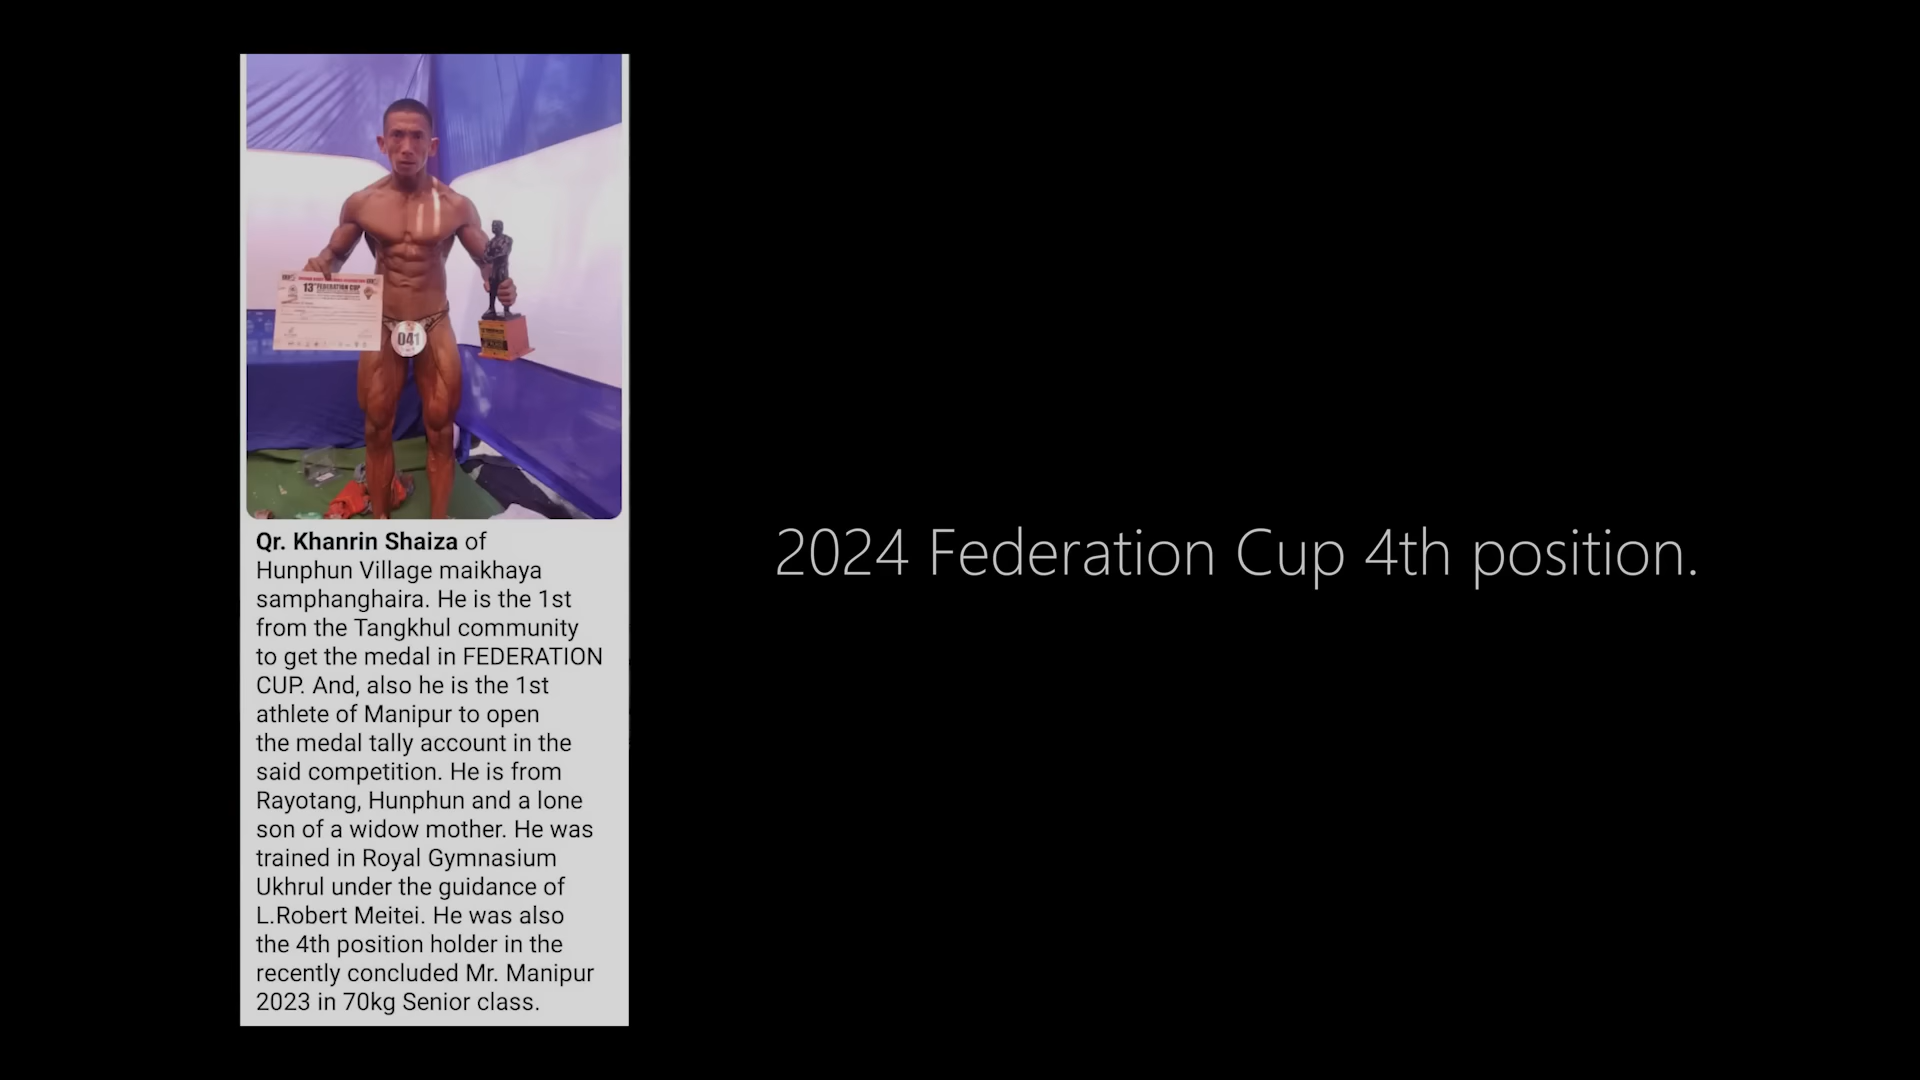 13th FEDERATION CUP
041
Qr. Khanrin Shaiza of
Hunphun Village maikhaya
samphanghaira. He is the 1st
from the Tangkhul community
to get the medal in FEDERATION
CUP. And, also he is the 1st
athlete of Manipur to open
the medal tally account in the
said competition. He is from
Rayotang, Hunphun and a lone
son of a widow mother. He was
trained in Royal Gymnasium
Ukhrul under the guidance of
L.Robert Meitei. He was also
the 4th position holder in the
recently concluded Mr. Manipur
2023 in 70kg Senior class.
2024 Federation Cup 4th position.